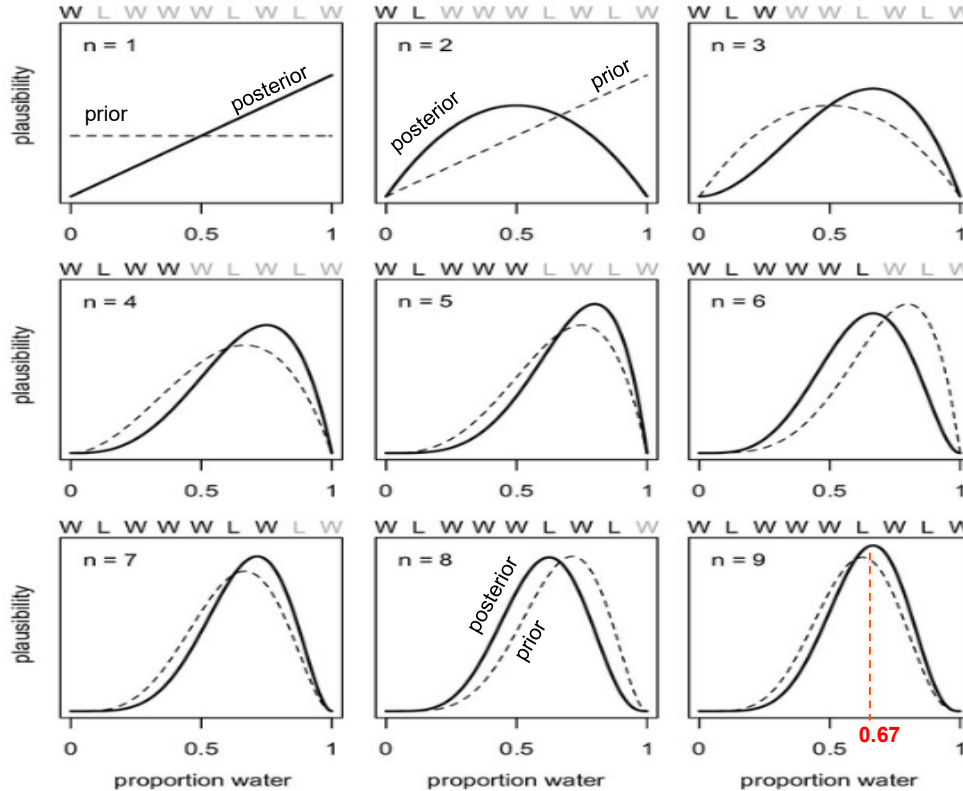 W L W W W L W L W W L W W W L W L W W L W W W L W L W
n = 1 n = 2 n = 3
plausibility prior posterior posterior prior
0 0.5 1 0 0.5 1 0 0.5 1
W L W W W L W L W W L W W W L W L W W L W W W L W L W
n = 4 n = 5 n = 6
plausibility
0 0.5 1 0 0.5 1 0 0.5 1
W L W W W L W L W W L W W W L W L W W L W W W L W L W
n = 7 n = 8 n = 9
plausibility posterior prior
0 0.5 1 0 0.5 1 0 0.5 0.67 1
proportion water proportion water proportion water